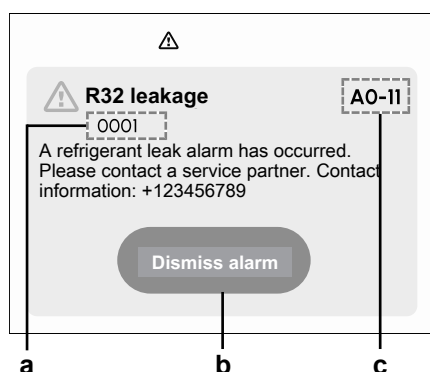 R32 leakage
A0-11
0001
A refrigerant leak alarm has occurred.
Please contact a service partner. Contact
information: +123456789
Dismiss alarm
a
b
c